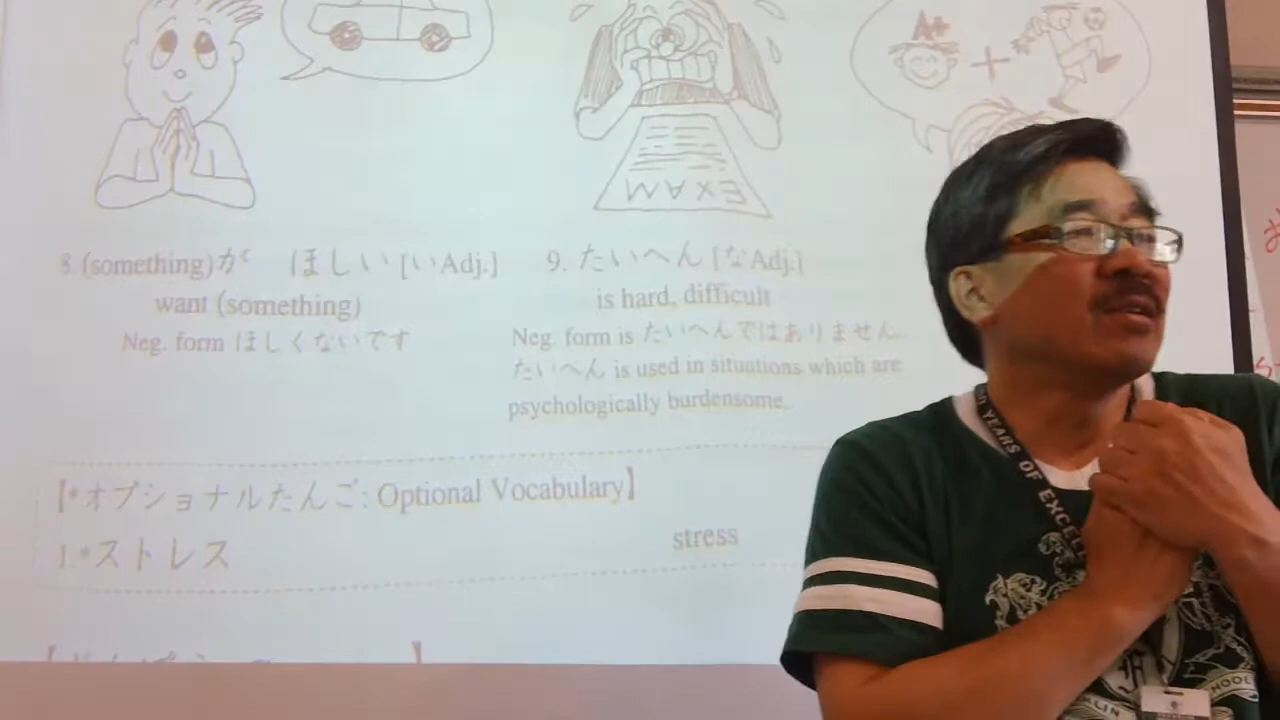 A+
EXAM
8. (something)が ほしい [いAdj.]
want (something)
Neg. form ほしくないです
9. たいへん [なAdj.]
is hard, difficult
Neg. form is たいへんではありません.
たいへん is used in situations which are
psychologically burdensome.
【*オプショナルたんご: Optional Vocabulary】
1.*ストレス stress
YEARS OF EXCEL